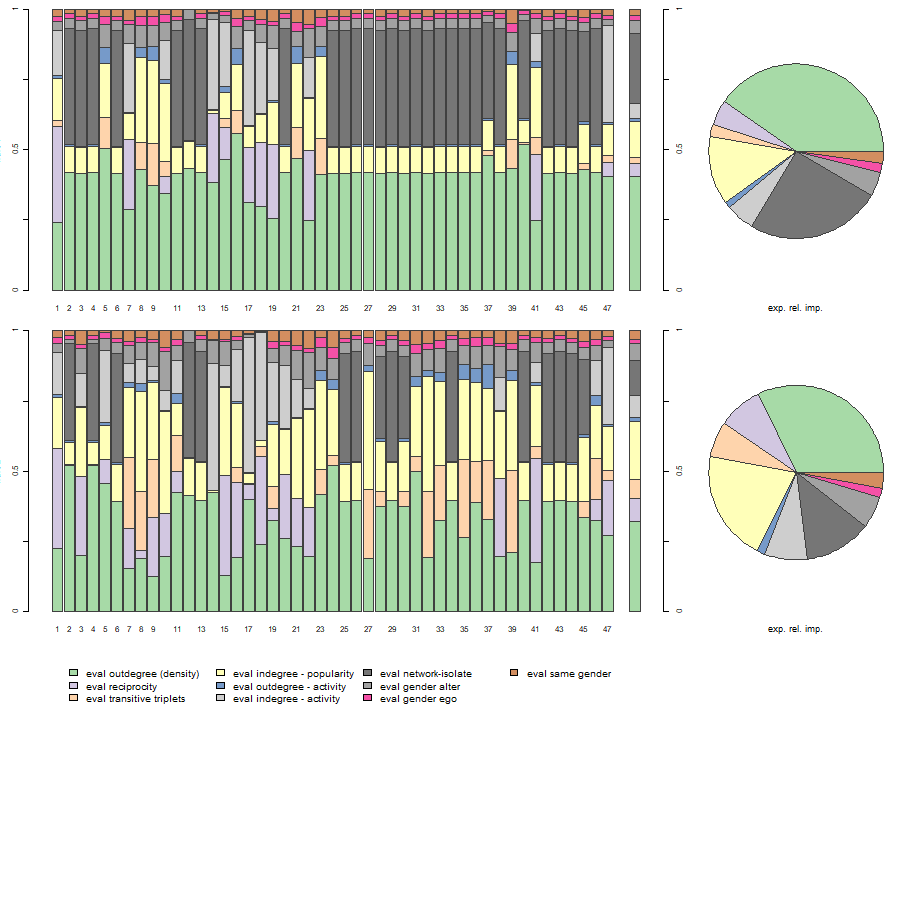 1
0.5
0
1 2 3 4 5 6 7 8 9 11 13 15 17 19 21 23 25 27 29 31 33 35 37 39 41 43 45 47
1
0.5
0
exp. rel. imp.
1
0.5
0
1 2 3 4 5 6 7 8 9 11 13 15 17 19 21 23 25 27 29 31 33 35 37 39 41 43 45 47
1
0.5
0
exp. rel. imp.
eval outdegree (density)
eval reciprocity
eval transitive triplets
eval indegree - popularity
eval outdegree - activity
eval indegree - activity
eval network-isolate
eval gender alter
eval gender ego
eval same gender